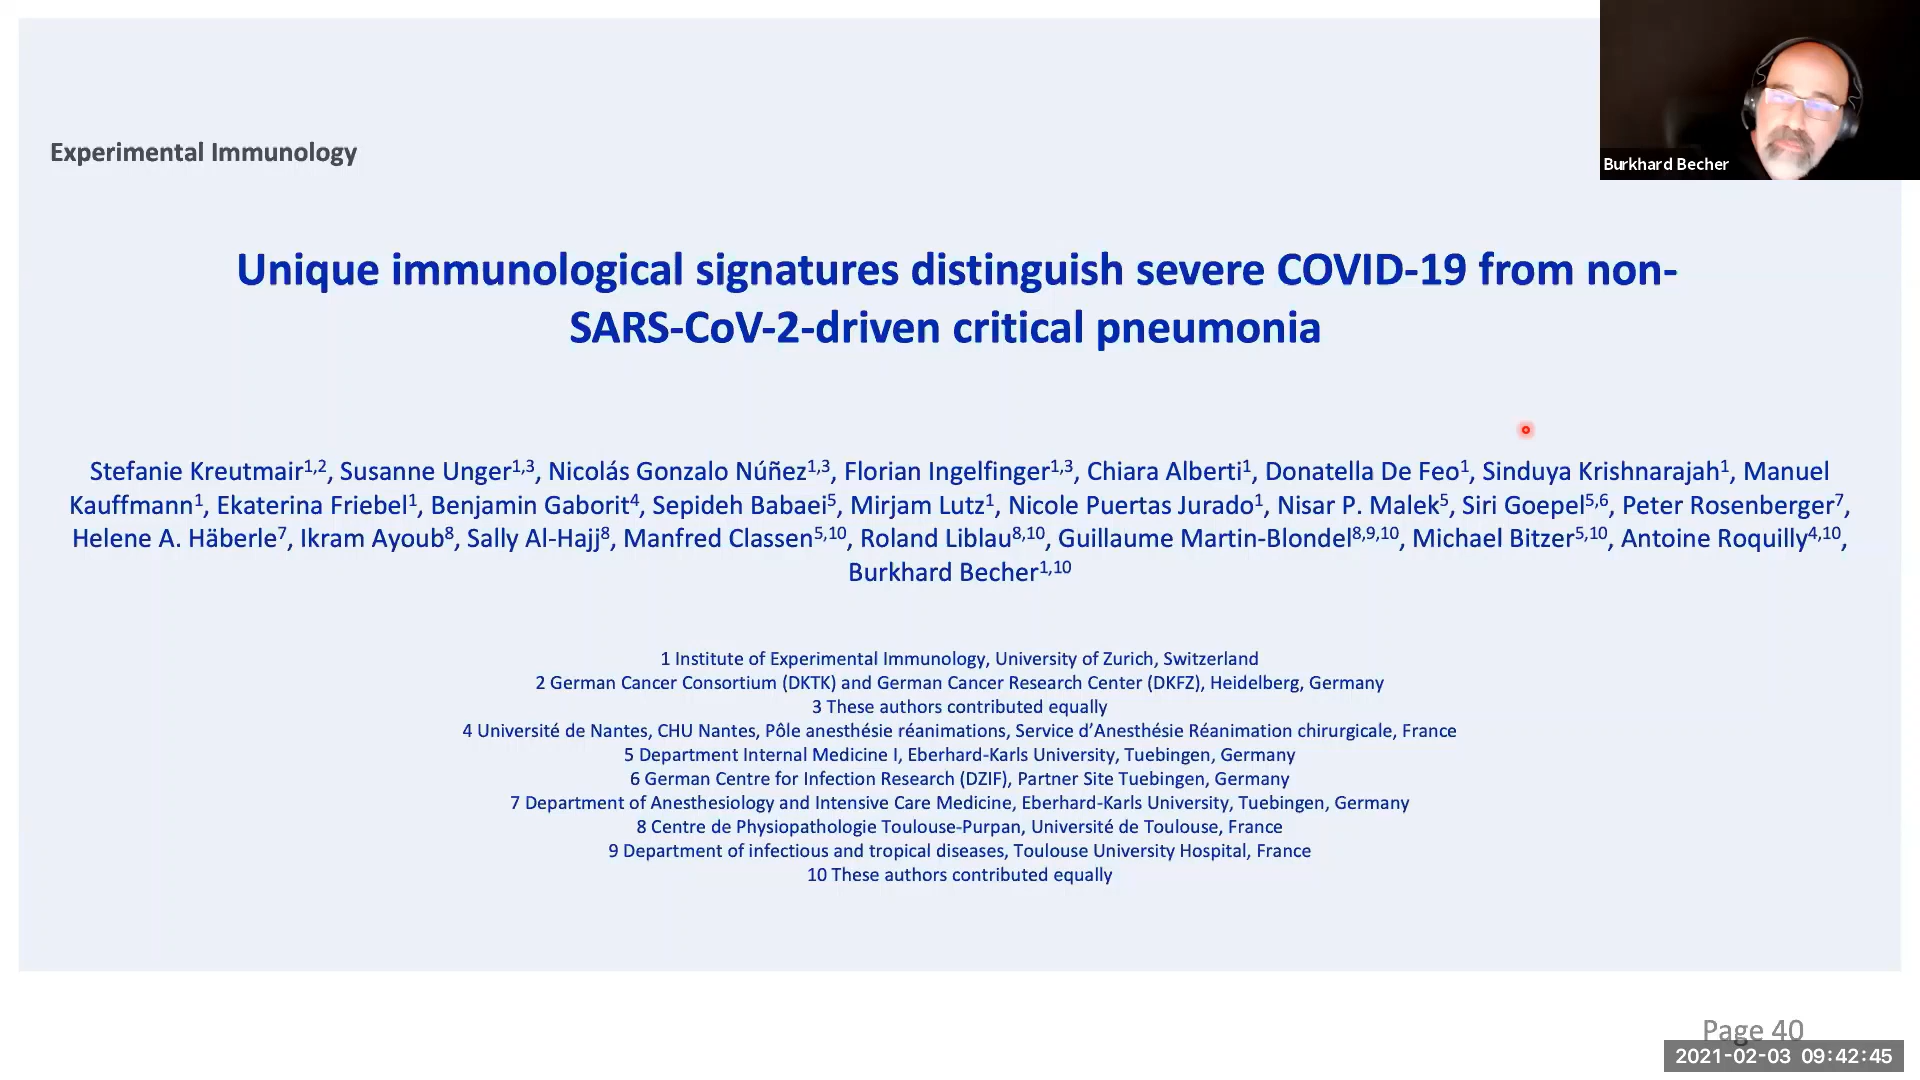 Experimental Immunology
Burkhard Becher
Unique immunological signatures distinguish severe COVID-19 from non-
SARS-CoV-2-driven critical pneumonia
Stefanie Kreutmair1,2, Susanne Unger1,3, Nicolás Gonzalo Núñez1,3, Florian Ingelfinger1,3, Chiara Alberti1, Donatella De Feo1, Sinduya Krishnarajah1, Manuel
Kauffmann1, Ekaterina Friebel1, Benjamin Gaborit4, Sepideh Babaei5, Mirjam Lutz1, Nicole Puertas Jurado1, Nisar P. Malek5, Siri Goepel5,6, Peter Rosenberger7,
Helene A. Häberle7, Ikram Ayoub8, Sally Al-Hajj8, Manfred Classen5,10, Roland Liblau8,10, Guillaume Martin-Blondel8,9,10, Michael Bitzer5,10, Antoine Roquilly4,10,
Burkhard Becher1,10
1 Institute of Experimental Immunology, University of Zurich, Switzerland
2 German Cancer Consortium (DKTK) and German Cancer Research Center (DKFZ), Heidelberg, Germany
3 These authors contributed equally
4 Université de Nantes, CHU Nantes, Pôle anesthésie réanimations, Service d’Anesthésie Réanimation chirurgicale, France
5 Department Internal Medicine I, Eberhard-Karls University, Tuebingen, Germany
6 German Centre for Infection Research (DZIF), Partner Site Tuebingen, Germany
7 Department of Anesthesiology and Intensive Care Medicine, Eberhard-Karls University, Tuebingen, Germany
8 Centre de Physiopathologie Toulouse-Purpan, Université de Toulouse, France
9 Department of infectious and tropical diseases, Toulouse University Hospital, France
10 These authors contributed equally
Page 40
2021-02-03 09:42:45